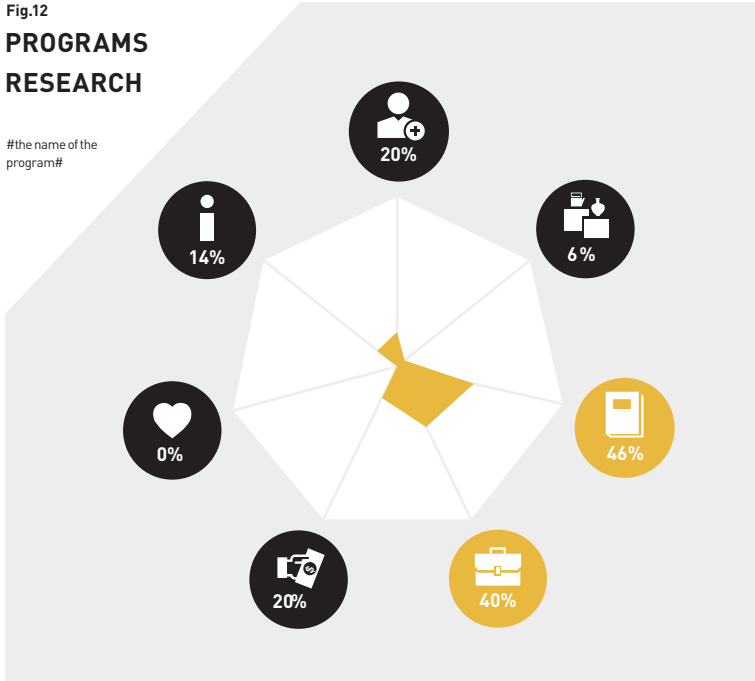 Fig.12
PROGRAMS
RESEARCH
#the name of the
program#
20%
6%
14%
46%
0%
40%
20%